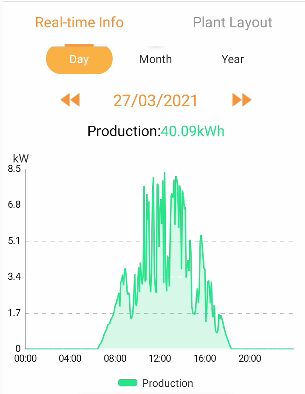 Real-time Info Plant Layout
Day Month Year
27/03/2021
Production:40.09kWh
kW
8.5
6.8
5.1
3.4
1.7
0
00:00 04:00 08:00 12:00 16:00 20:00
Production